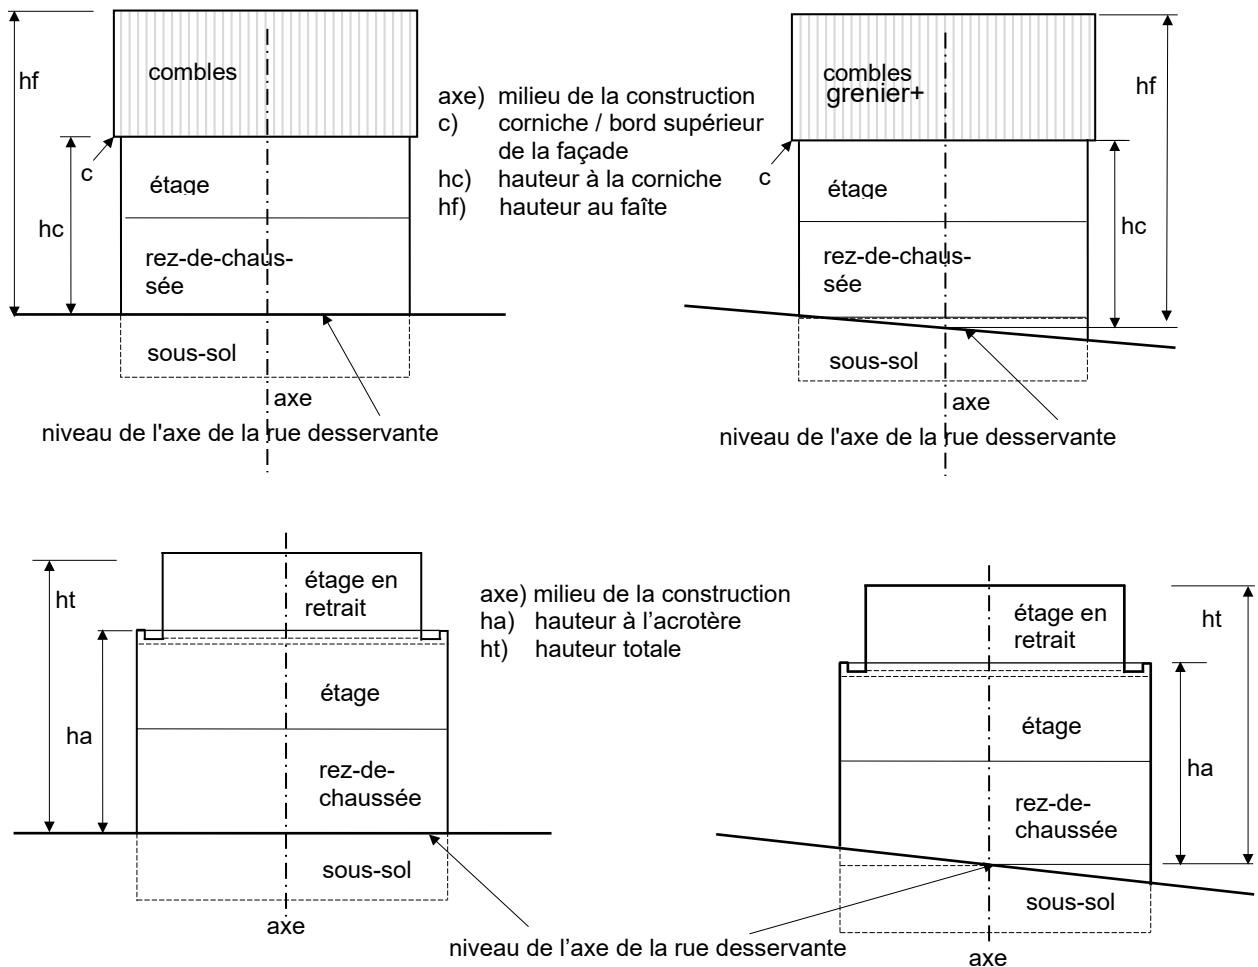 hf
combles
c
étage
hc
rez-de-chaus-
sée
sous-sol
axe
niveau de l'axe de la rue desservante
axe) milieu de la construction
c) corniche / bord supérieur
de la façade
hc) hauteur à la corniche
hf) hauteur au faîte
combles
grenier+
hf
c
étage
hc
rez-de-chaus-
sée
sous-sol
axe
niveau de l'axe de la rue desservante
ht
étage en
retrait
étage
ha
rez-de-
chaussée
sous-sol
axe
axe) milieu de la construction
ha) hauteur à l’acrotère
ht) hauteur totale
étage en
retrait
ht
étage
ha
rez-de-
chaussée
sous-sol
axe
niveau de l’axe de la rue desservante